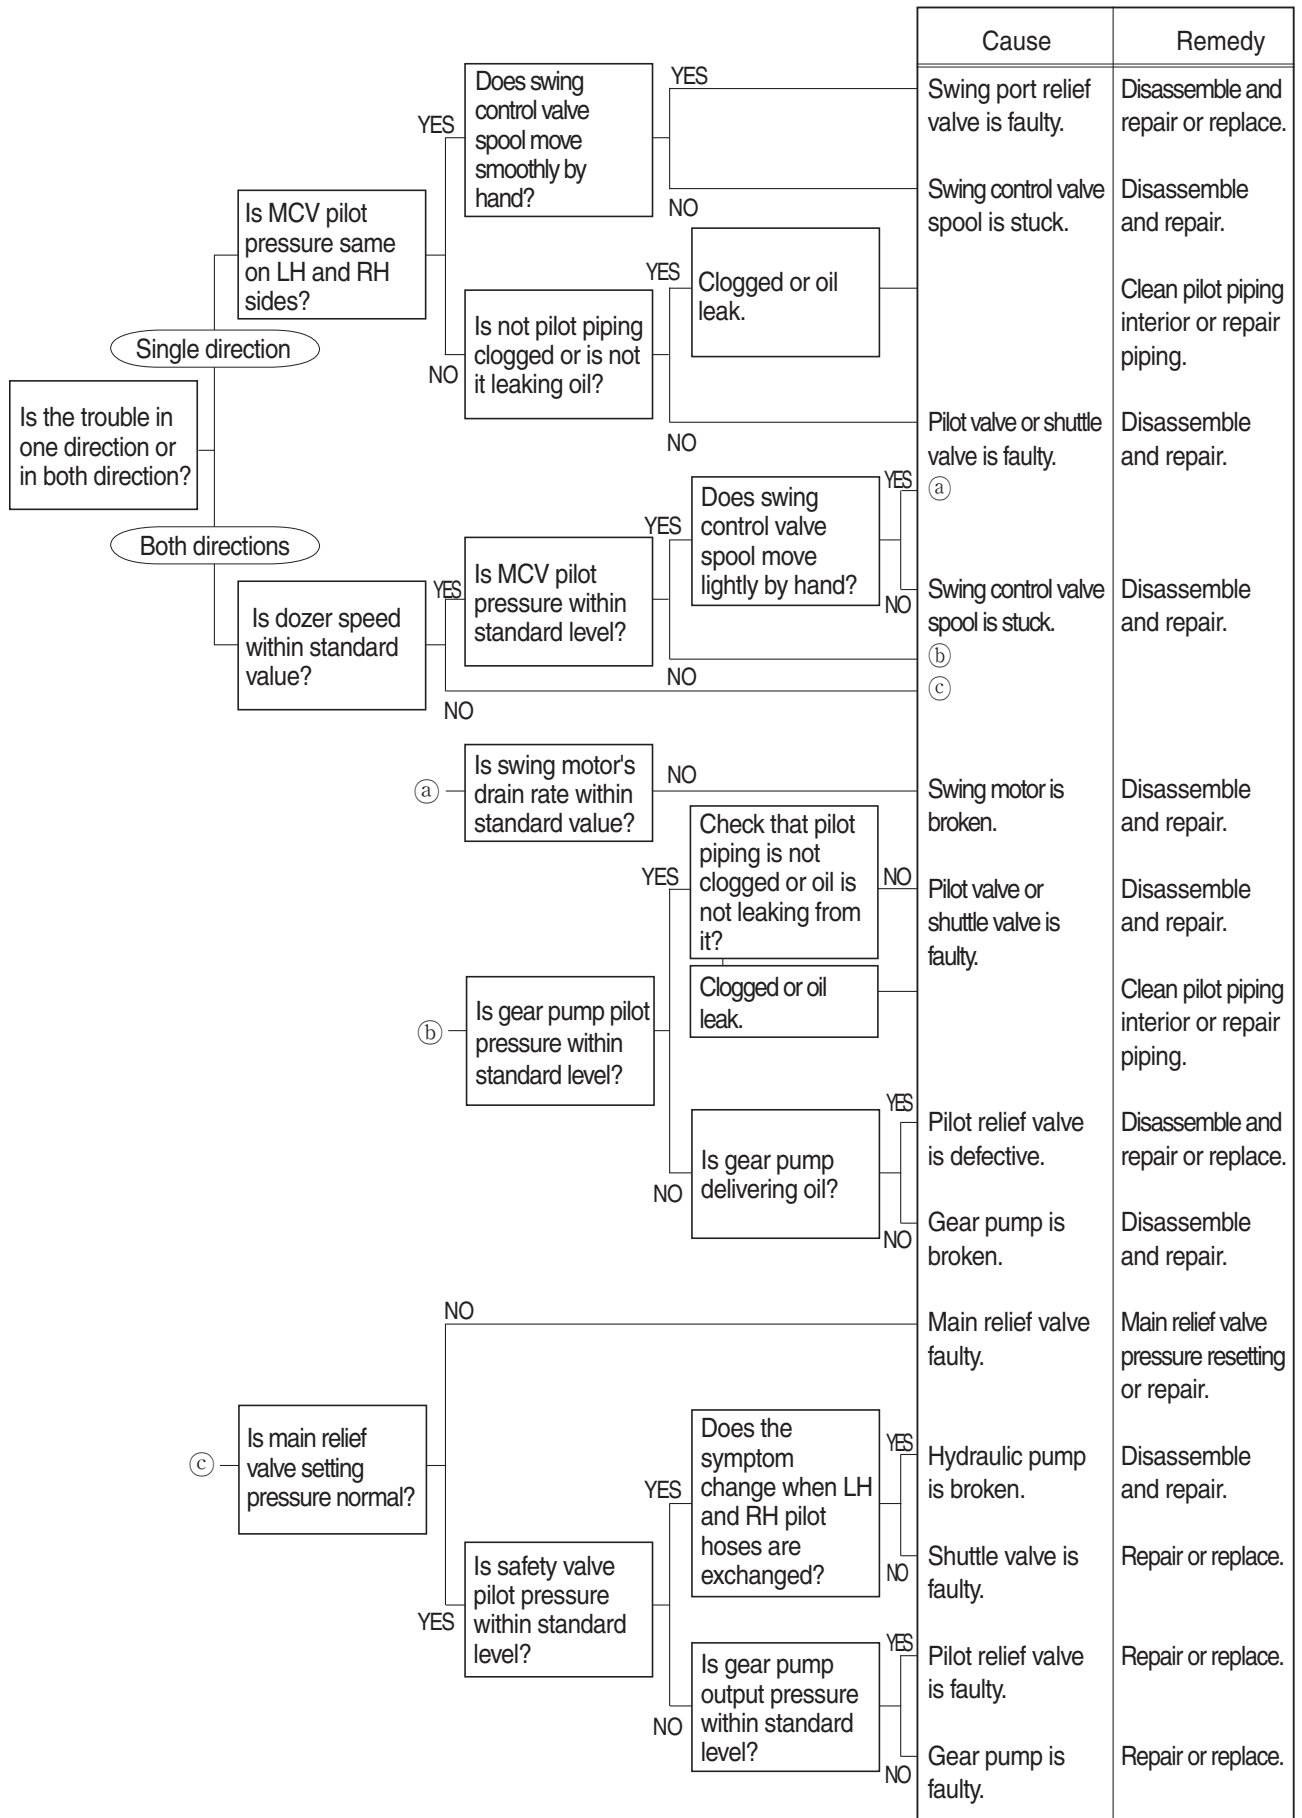 Cause
Remedy
Does swing
control valve
spool move
smoothly by
hand?
YES
YES
NO
Swing port relief
valve is faulty.
Disassemble and
repair or replace.
Swing control valve
spool is stuck.
Disassemble
and repair.
Is MCV pilot
pressure same
on LH and RH
sides?
Is not pilot piping
clogged or is not
it leaking oil?
NO
YES
Clogged or oil
leak.
Clean pilot piping
interior or repair
piping.
NO
Pilot valve or shuttle
valve is faulty.
Disassemble
and repair.
Single direction
Is the trouble in
one direction or
in both direction?
Both directions
Is dozer speed
within standard
value?
YES
Is MCV pilot
pressure within
standard level?
YES
Does swing
control valve
spool move
lightly by hand?
YES
ⓐ
NO
Swing control valve
spool is stuck.
Disassemble
and repair.
NO
ⓑ
NO
ⓒ
ⓐ
Is swing motor's
drain rate within
standard value?
NO
Swing motor is
broken.
Disassemble
and repair.
ⓑ
Is gear pump pilot
pressure within
standard level?
YES
Check that pilot
piping is not
clogged or oil is
not leaking from
it?
NO
Pilot valve or
shuttle valve is
faulty.
Disassemble
and repair.
Clogged or oil
leak.
Clean pilot piping
interior or repair
piping.
NO
Is gear pump
delivering oil?
YES
Pilot relief valve
is defective.
Disassemble and
repair or replace.
NO
Gear pump is
broken.
Disassemble
and repair.
ⓒ
Is main relief
valve setting
pressure normal?
NO
Main relief valve
faulty.
Main relief valve
pressure resetting
or repair.
YES
Is safety valve
pilot pressure
within standard
level?
YES
Does the
symptom
change when LH
and RH pilot
hoses are
exchanged?
YES
Hydraulic pump
is broken.
Disassemble
and repair.
NO
Shuttle valve is
faulty.
Repair or replace.
NO
Is gear pump
output pressure
within standard
level?
YES
Pilot relief valve
is faulty.
Repair or replace.
NO
Gear pump is
faulty.
Repair or replace.